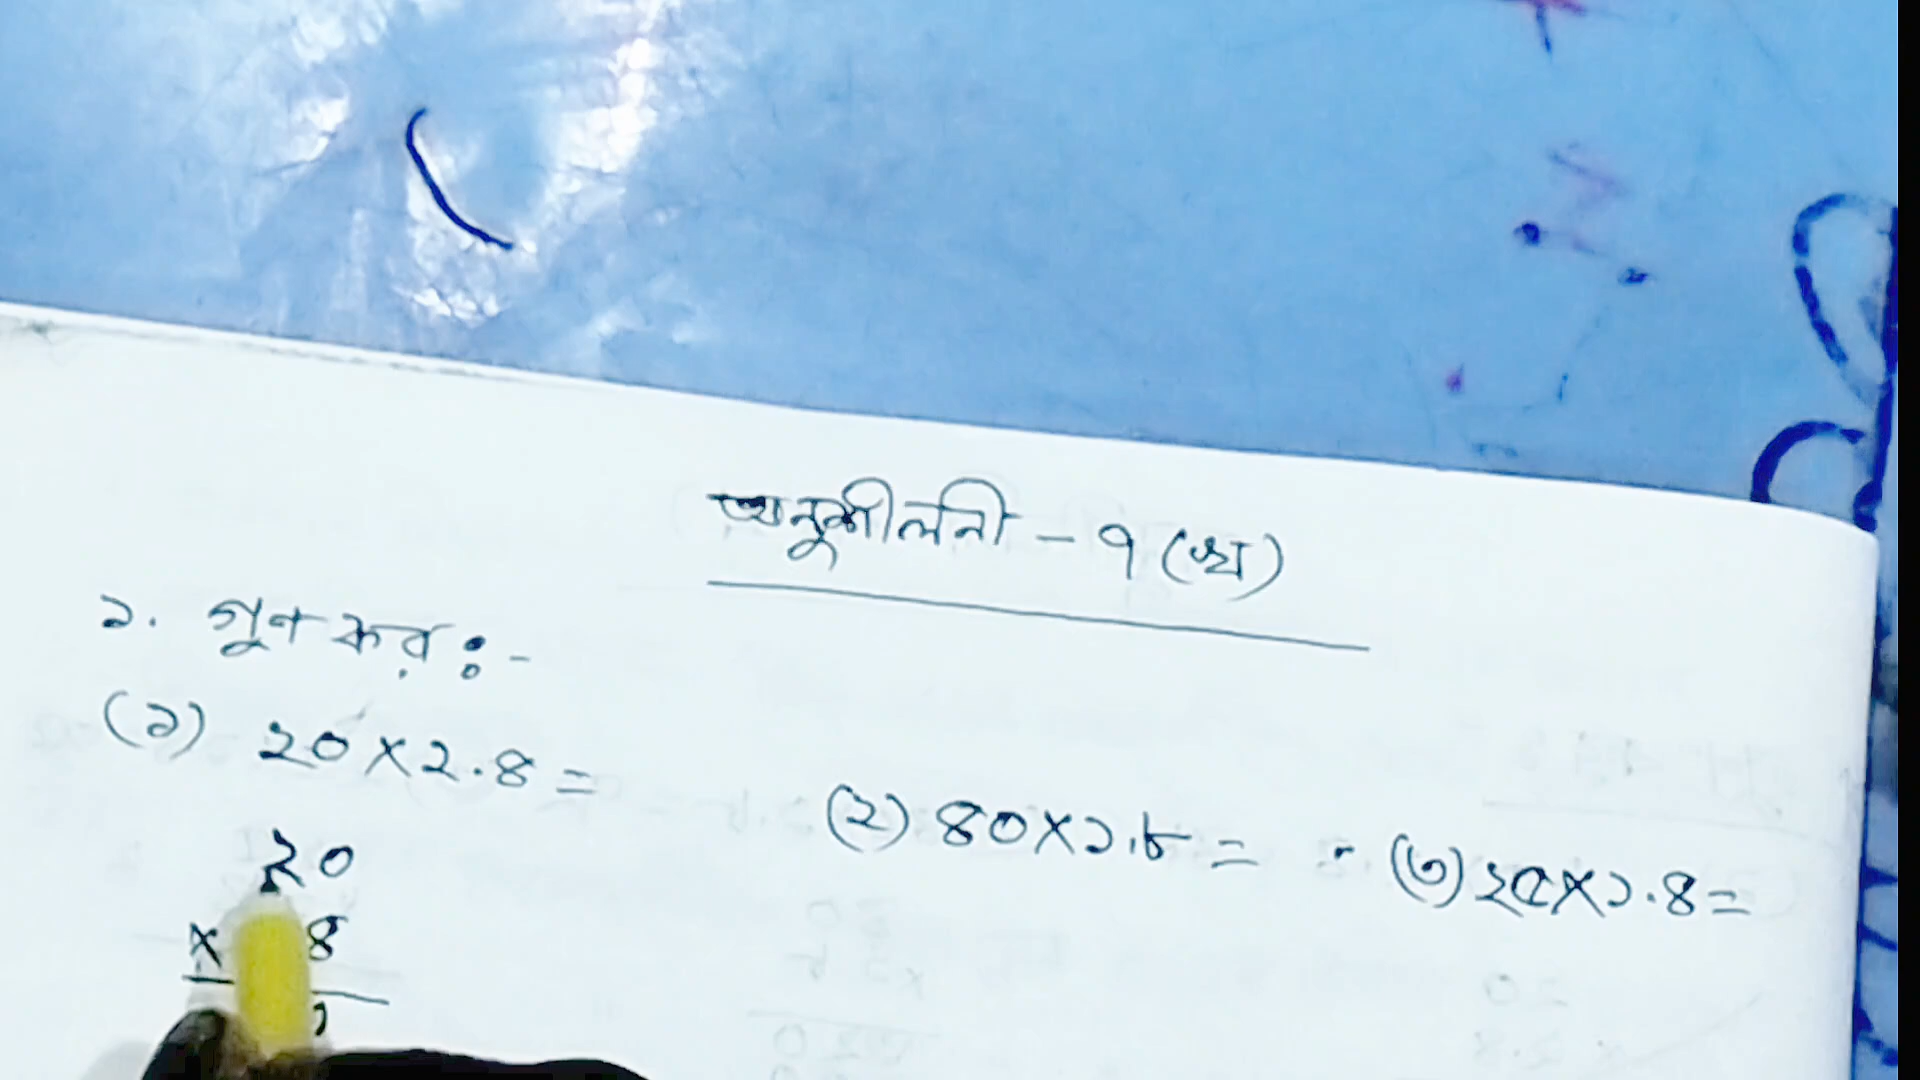 অনুশীলনী - ৭ (খ)
১. গুণ কর :-
(১) ২০×২.৪=
(২) ৪০×১.৮= (৩) ২৫×১.৪=
২০
× ৪